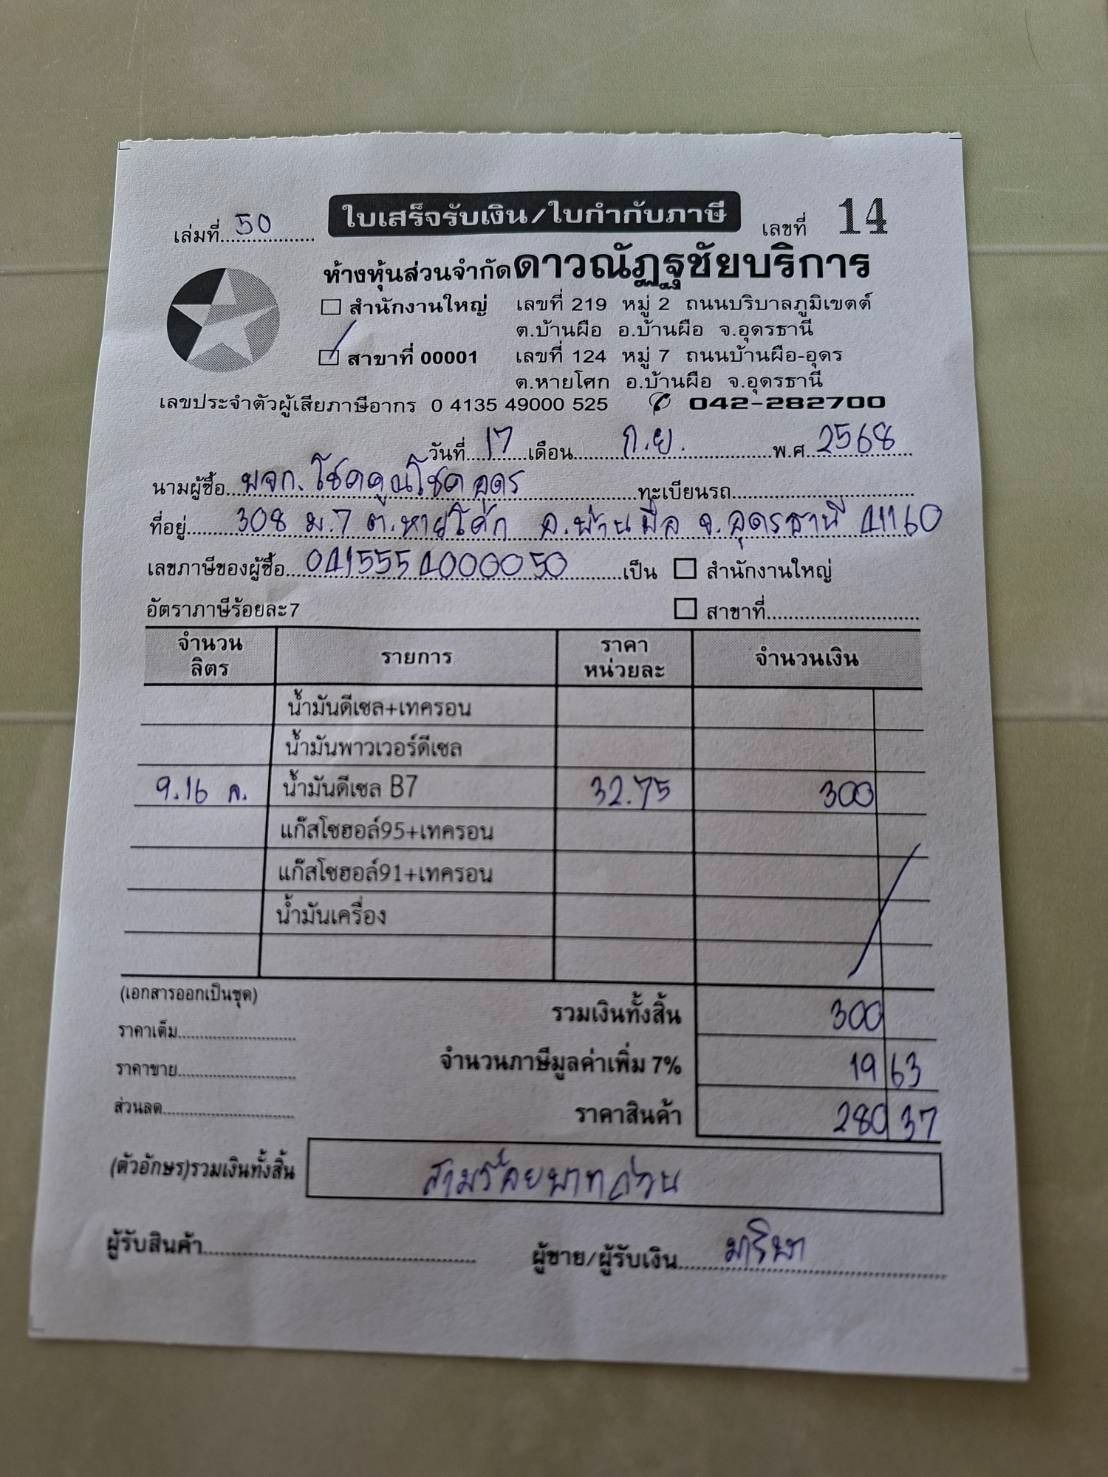 เล่มที่ 50 ใบเสร็จรับเงิน/ใบกำกับภาษี เลขที่ 14
ห้างหุ้นส่วนจำกัดดาวณัฏฐชัยบริการ
สำนักงานใหญ่ เลขที่ 219 หมู่ 2 ถนนบริบาลภูมิเขตต์
ต.บ้านผือ อ.บ้านผือ จ.อุดรธานี
สาขาที่ 00001 เลขที่ 124 หมู่ 7 ถนนบ้านผือ-อุดร
ต.หายโศก อ.บ้านผือ จ.อุดรธานี
เลขประจำตัวผู้เสียภาษีอากร 0 4135 49000 525 042-282700
วันที่ 17 เดือน ก.ย. พ.ศ. 2568
นามผู้ซื้อ หจก. โชคคูณโชค อุดร ทะเบียนรถ
ที่อยู่ 308 ม.7 ต.หายโศก อ.บ้านผือ จ.อุดรธานี 41160
เลขภาษีของผู้ซื้อ 0415554000050 เป็น สำนักงานใหญ่
อัตราภาษีร้อยละ 7 สาขาที่
จำนวนลิตร รายการ ราคาหน่วยละ จำนวนเงิน
น้ำมันดีเซล+เทครอน
น้ำมันพาวเวอร์ดีเซล
9.16 ล. น้ำมันดีเซล B7 32.75 300
แก๊สโซฮอล์95+เทครอน
แก๊สโซฮอล์91+เทครอน
น้ำมันเครื่อง
(เอกสารออกเป็นชุด) รวมเงินทั้งสิ้น 300
ราคาเต็ม
จำนวนภาษีมูลค่าเพิ่ม 7% 19 63
ราคาขาย
ส่วนลด ราคาสินค้า 280 37
(ตัวอักษร)รวมเงินทั้งสิ้น สามร้อยบาทถ้วน
ผู้รับสินค้า ผู้ขาย/ผู้รับเงิน มาริษา